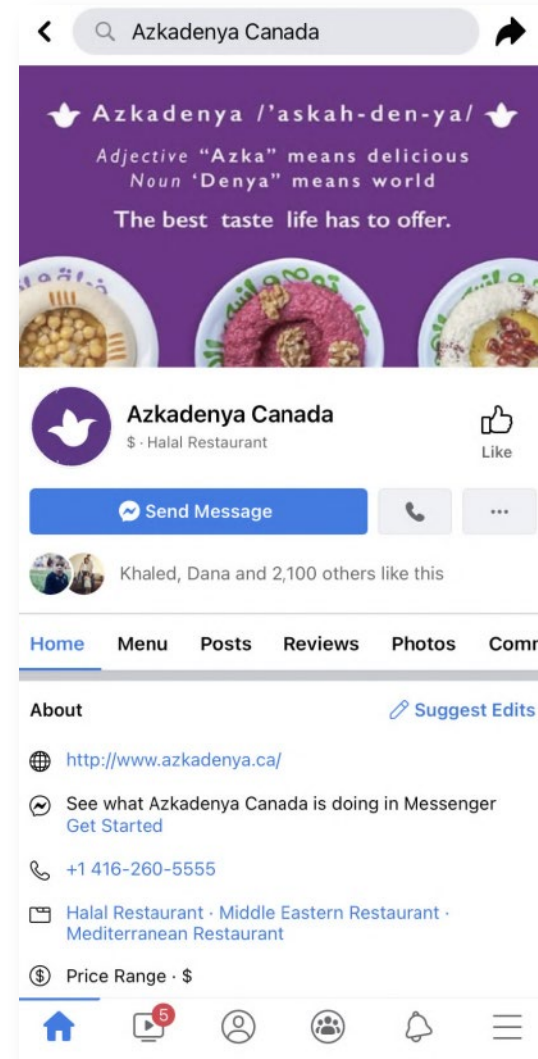 Azkadenya Canada
Azkadenya /'askah-den-ya/
Adjective “Azka” means delicious
Noun ‘Denya” means world
The best taste life has to offer.
Azkadenya Canada
$ · Halal Restaurant
Like
Send Message
Khaled, Dana and 2,100 others like this
Home Menu Posts Reviews Photos Comm
About
Suggest Edits
http://www.azkadenya.ca/
See what Azkadenya Canada is doing in Messenger
Get Started
+1 416-260-5555
Halal Restaurant · Middle Eastern Restaurant ·
Mediterranean Restaurant
Price Range · $
5